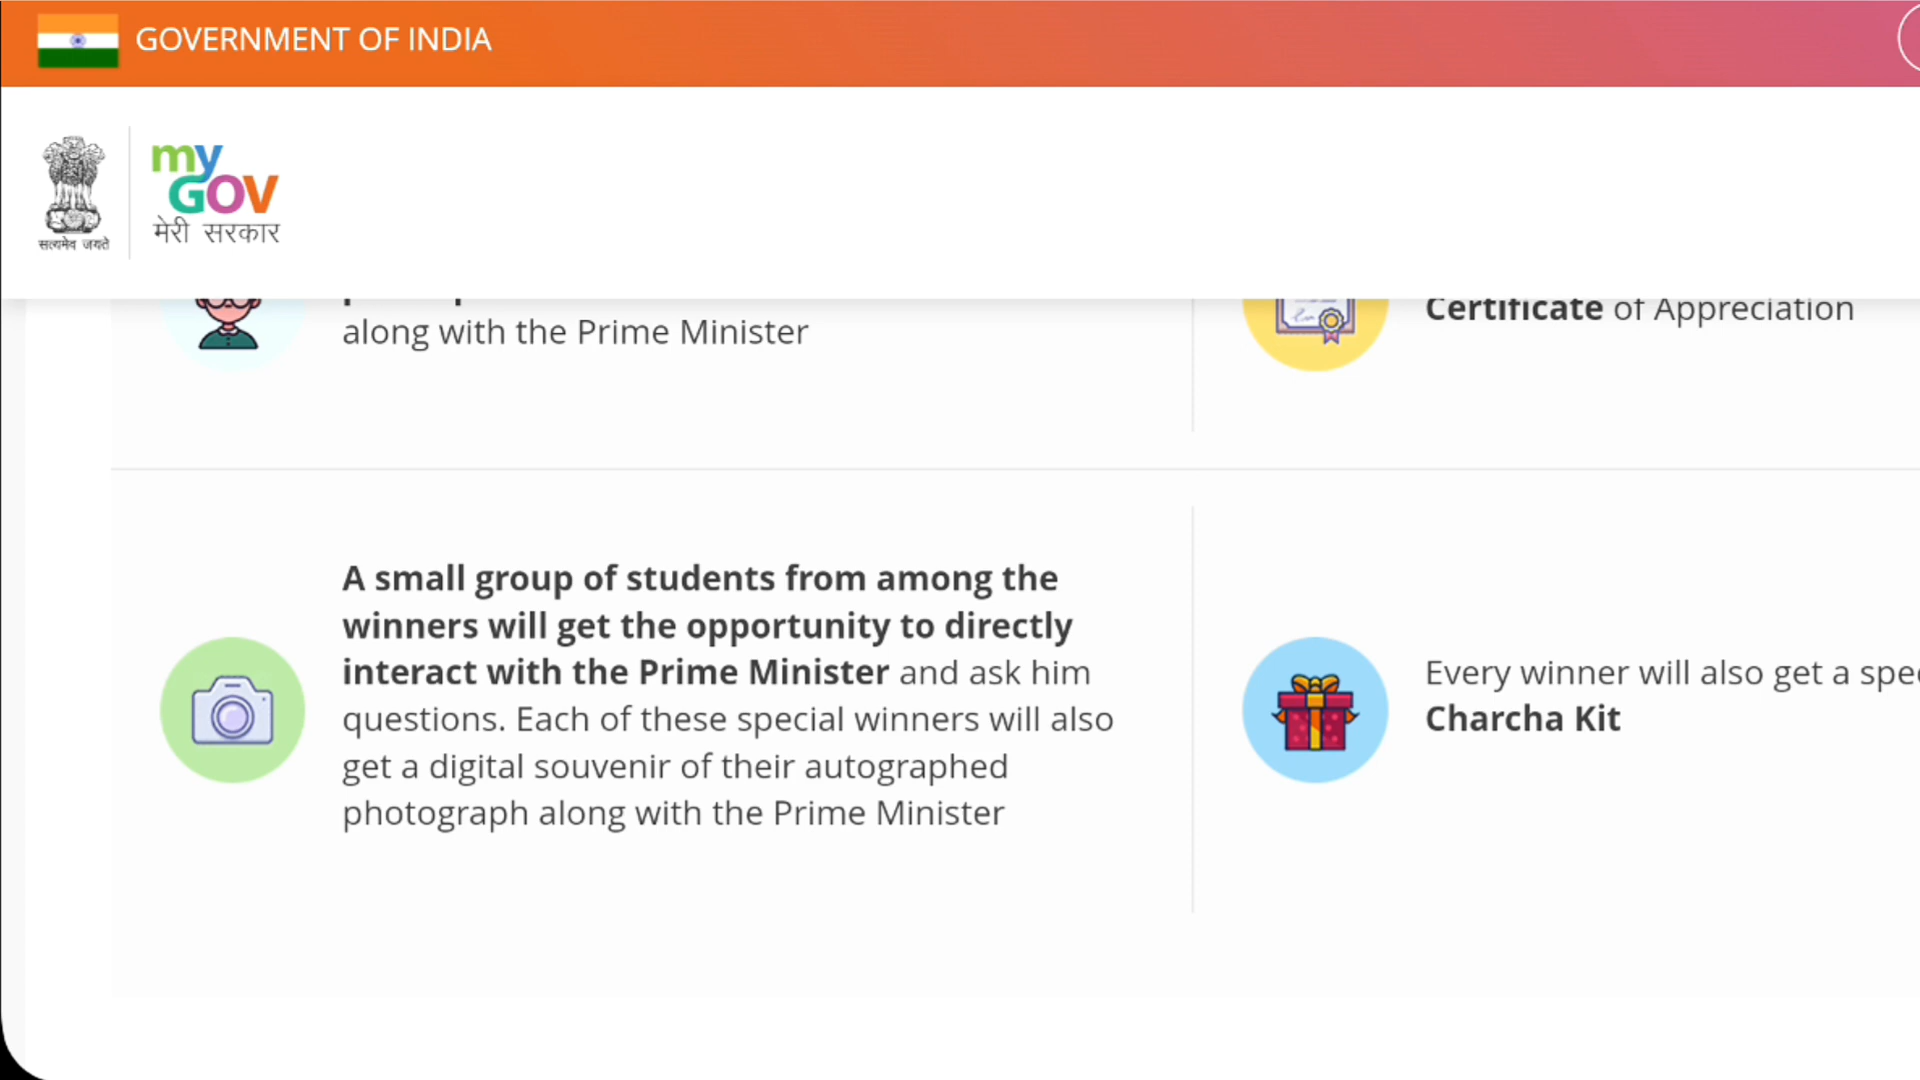 GOVERNMENT OF INDIA
सत्यमेव जयते
my
GOV
मेरी सरकार
along with the Prime Minister
Certificate of Appreciation
A small group of students from among the
winners will get the opportunity to directly
interact with the Prime Minister and ask him
questions. Each of these special winners will also
get a digital souvenir of their autographed
photograph along with the Prime Minister
Every winner will also get a
Charcha Kit